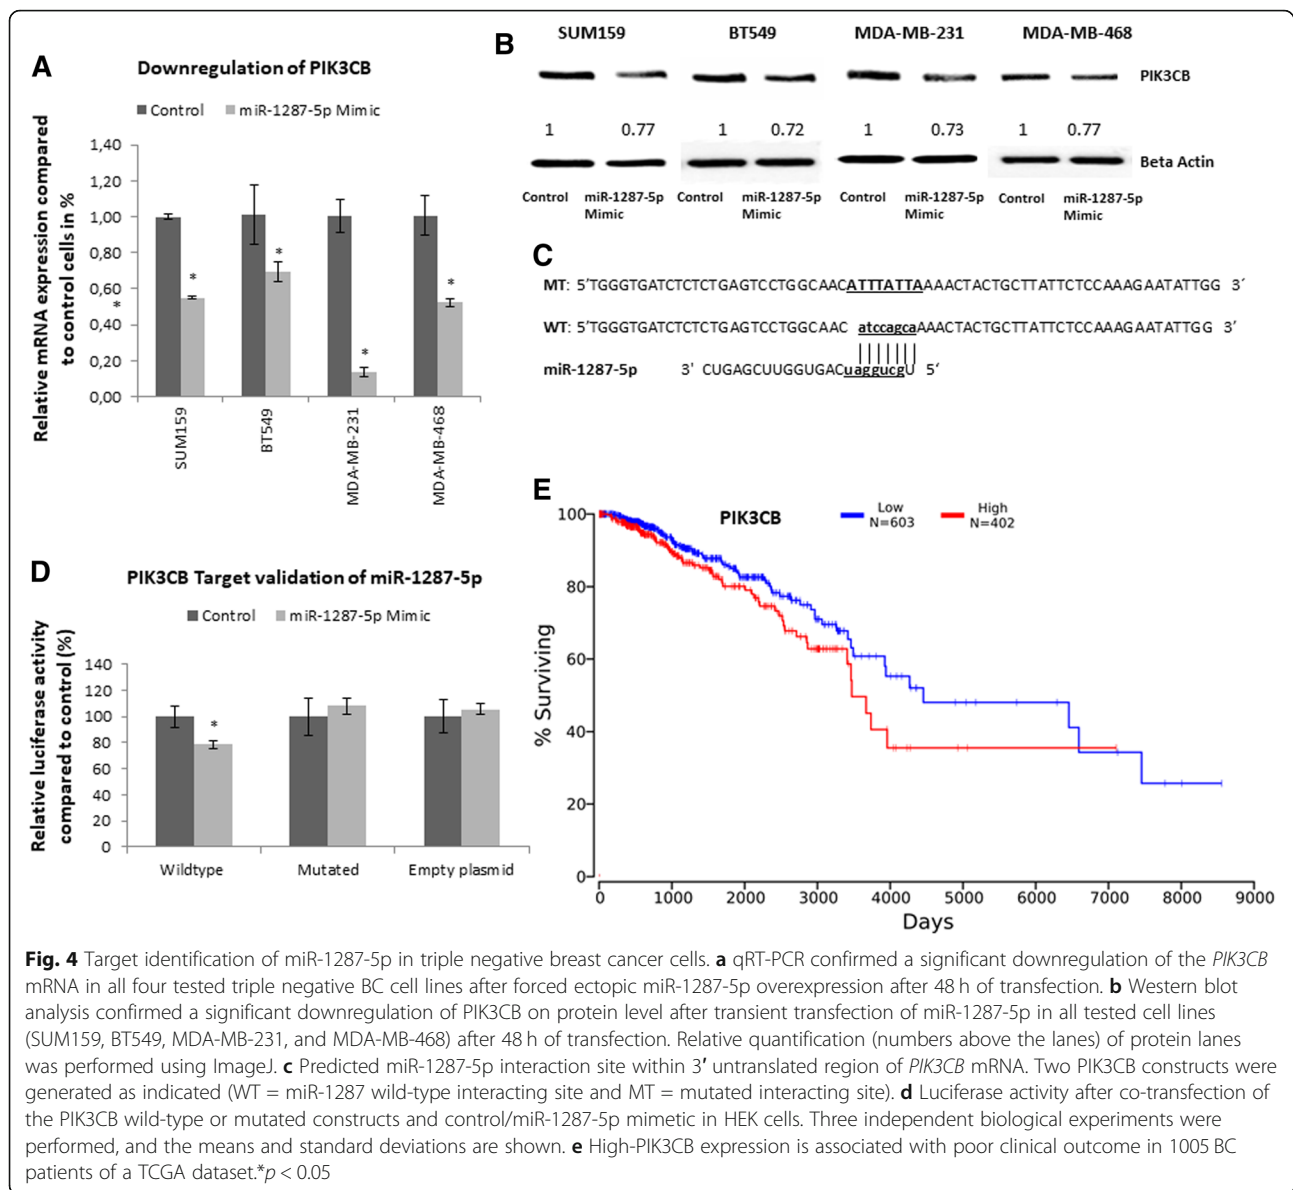 A
Downregulation of PIK3CB
Control miR-1287-5p Mimic
Relative mRNA expression compared
to control cells in %
*
1,40
1,20
1,00
0,80
0,60
0,40
0,20
0,00
* * * *
SUM159
BT549
MDA-MB-231
MDA-MB-468
B
SUM159 BT549 MDA-MB-231 MDA-MB-468
PIK3CB
1 0.77 1 0.72 1 0.73 1 0.77
Beta Actin
Control miR-1287-5p Control miR-1287-5p Control miR-1287-5p Control miR-1287-5p
Mimic Mimic Mimic Mimic
C
MT: 5'TGGGTGATCTCTCTGAGTCCTGGCAACATTTATTAAAACTACTGCTTATTCTCCAAAGAATATTGG 3´
WT: 5'TGGGTGATCTCTCTGAGTCCTGGCAAC atccagcaAAACTACTGCTTATTCTCCAAAGAATATTGG 3'
|||||||
miR-1287-5p 3' CUGAGCUUGGUGACuaggucgU 5‘
D
PIK3CB Target validation of miR-1287-5p
Control miR-1287-5p Mimic
Relative luciferase activity
compared to control (%)
140
120
100
80
60
40
20
0
*
Wildtype Mutated Empty plasmid
E
PIK3CB
Low
N=603
High
N=402
% Surviving
100
80
60
40
20
0
0 1000 2000 3000 4000 5000 6000 7000 8000 9000
Days
Fig. 4 Target identification of miR-1287-5p in triple negative breast cancer cells. a qRT-PCR confirmed a significant downregulation of the PIK3CB
mRNA in all four tested triple negative BC cell lines after forced ectopic miR-1287-5p overexpression after 48 h of transfection. b Western blot
analysis confirmed a significant downregulation of PIK3CB on protein level after transient transfection of miR-1287-5p in all tested cell lines
(SUM159, BT549, MDA-MB-231, and MDA-MB-468) after 48 h of transfection. Relative quantification (numbers above the lanes) of protein lanes
was performed using ImageJ. c Predicted miR-1287-5p interaction site within 3′ untranslated region of PIK3CB mRNA. Two PIK3CB constructs were
generated as indicated (WT = miR-1287 wild-type interacting site and MT = mutated interacting site). d Luciferase activity after co-transfection of
the PIK3CB wild-type or mutated constructs and control/miR-1287-5p mimetic in HEK cells. Three independent biological experiments were
performed, and the means and standard deviations are shown. e High-PIK3CB expression is associated with poor clinical outcome in 1005 BC
patients of a TCGA dataset.*p < 0.05